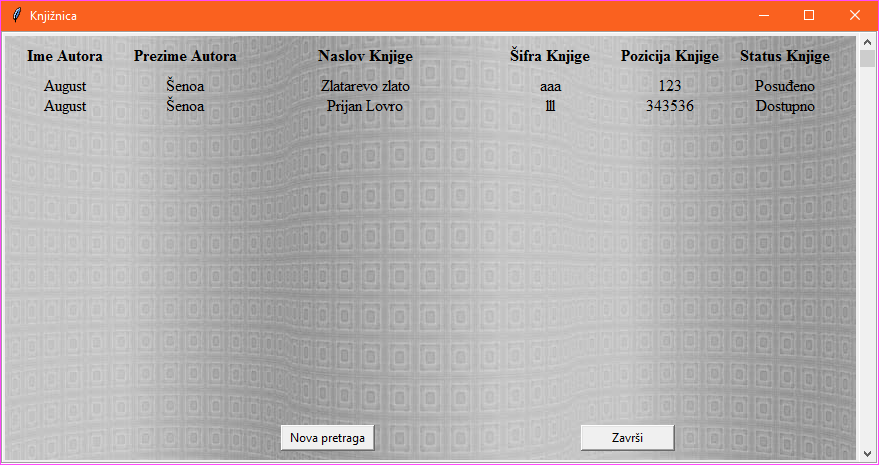 Knjižnica
Ime Autora Prezime Autora Naslov Knjige Šifra Knjige Pozicija Knjige Status Knjige
August Šenoa Zlatarevo zlato aaa 123 Posuđeno
August Šenoa Prijan Lovro lll 343536 Dostupno
Nova pretraga Završi